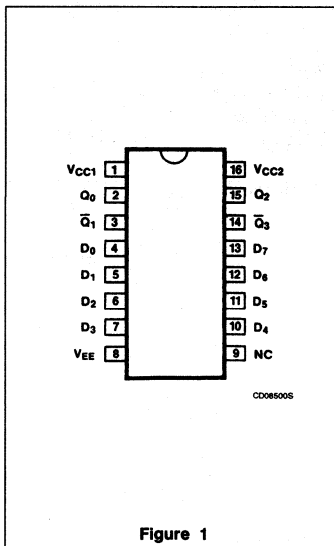 VCC1 1 16 VCC2
Q0 2 15 Q2
Q̅1 3 14 Q̅3
D0 4 13 D7
D1 5 12 D6
D2 6 11 D5
D3 7 10 D4
VEE 8 9 NC
CD08500S
Figure 1